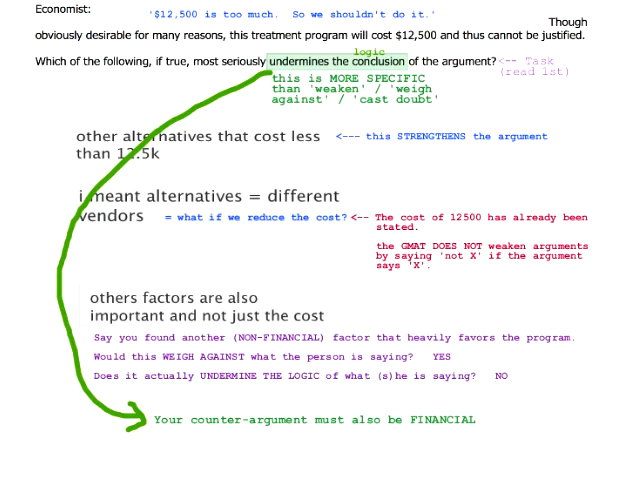 Economist:
'$12,500 is too much. So we shouldn't do it.'
Though
obviously desirable for many reasons, this treatment program will cost $12,500 and thus cannot be justified.
logic
Which of the following, if true, most seriously undermines the conclusion of the argument? <-- Task
(read 1st)
this is MORE SPECIFIC
than 'weaken' / 'weigh
against' / 'cast doubt'
other alternatives that cost less <--- this STRENGTHENS the argument
than 12.5k
i meant alternatives = different
vendors = what if we reduce the cost? <-- The cost of 12500 has already been
stated.
the GMAT DOES NOT weaken arguments
by saying 'not X' if the argument
says 'X'.
others factors are also
important and not just the cost
Say you found another (NON-FINANCIAL) factor that heavily favors the program.
Would this WEIGH AGAINST what the person is saying? YES
Does it actually UNDERMINE THE LOGIC of what (s)he is saying? NO
Your counter-argument must also be FINANCIAL